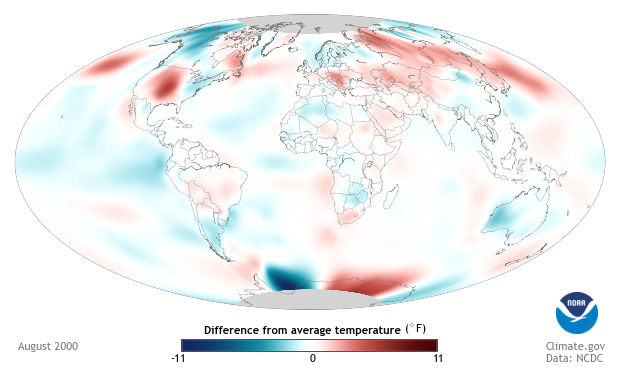 NOAA
Difference from average temperature (°F)
August 2000
-11
0
11
Climate.gov
Data: NCDC